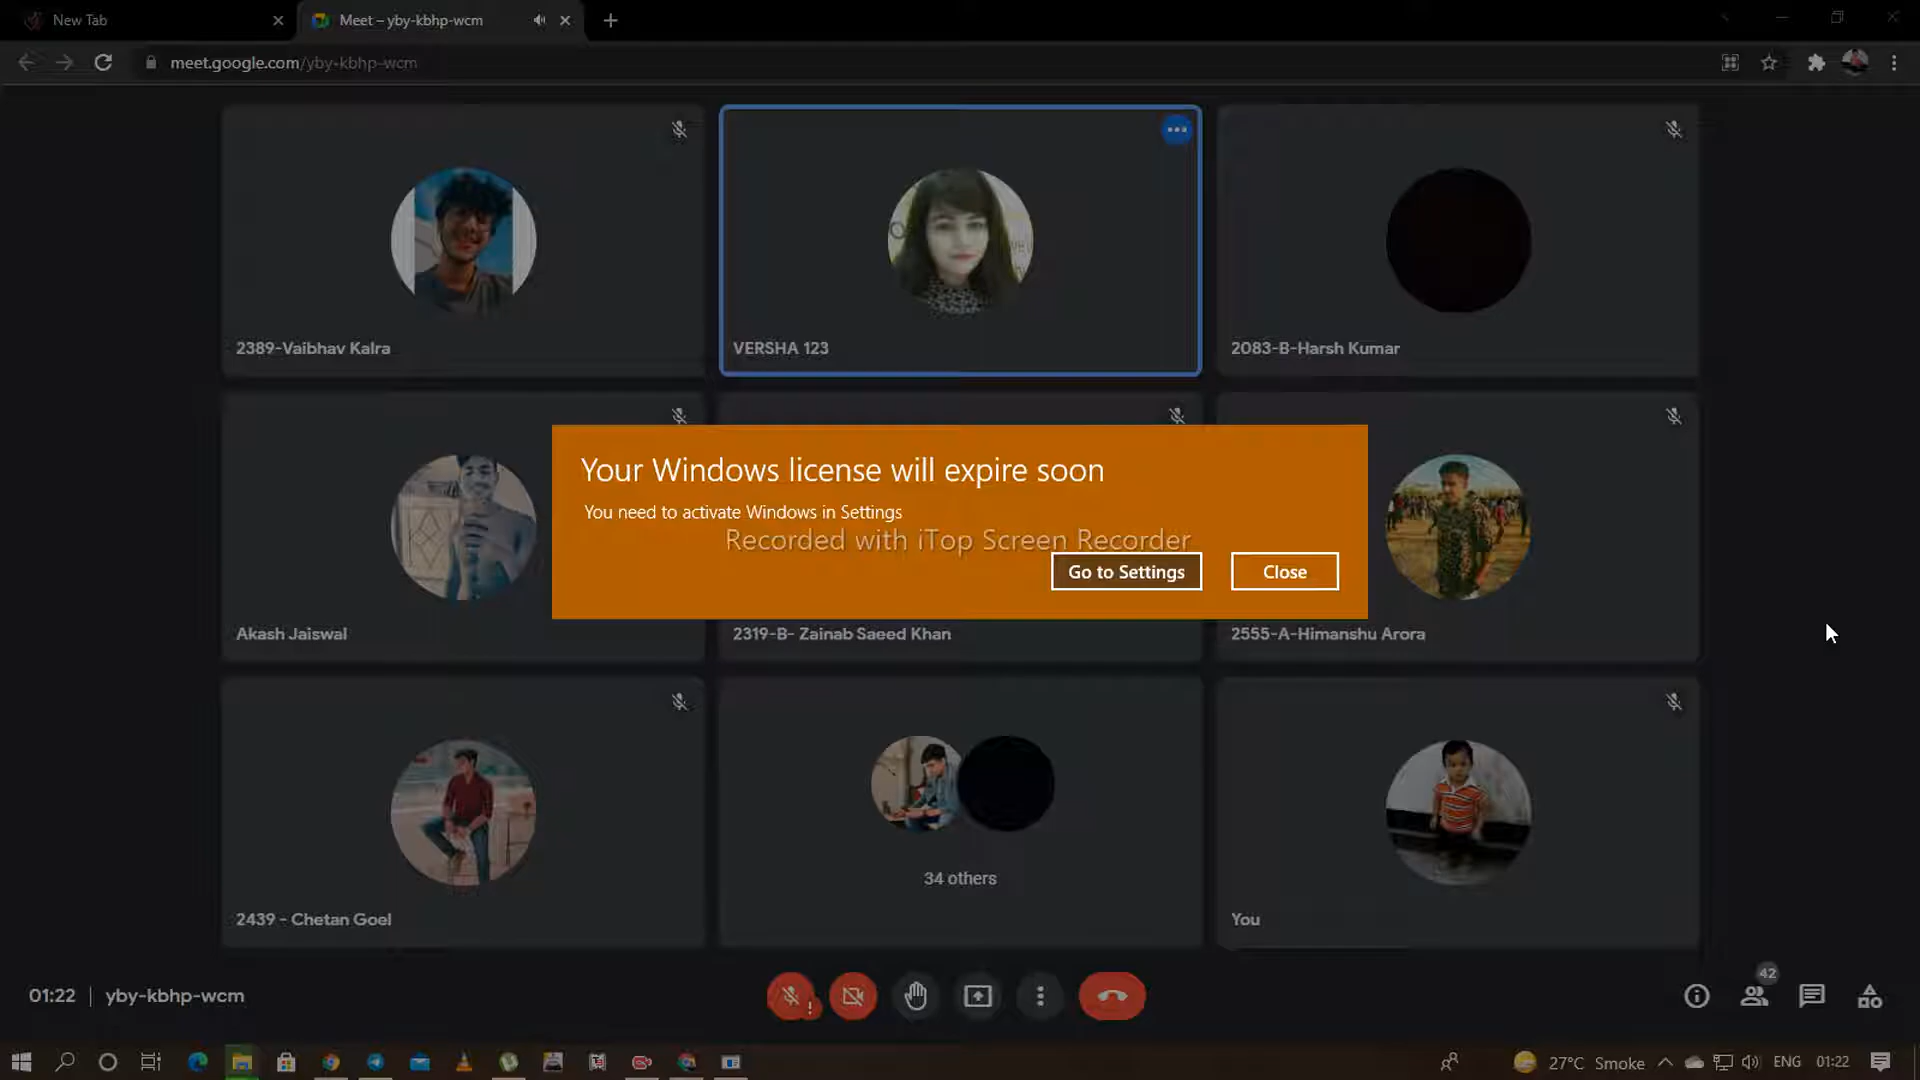 New Tab
Meet – yby-kbhp-wcm
meet.google.com/yby-kbhp-wcm
2389-Vaibhav Kalra
VERSHA 123
2083-B-Harsh Kumar
Your Windows license will expire soon
You need to activate Windows in Settings
Recorded with iTop Screen Recorder
Go to Settings
Close
Akash Jaiswal
2319-B- Zainab Saeed Khan
2555-A-Himanshu Arora
34 others
2439 - Chetan Goel
You
01:22 | yby-kbhp-wcm
42
27°C Smoke
ENG
01:22